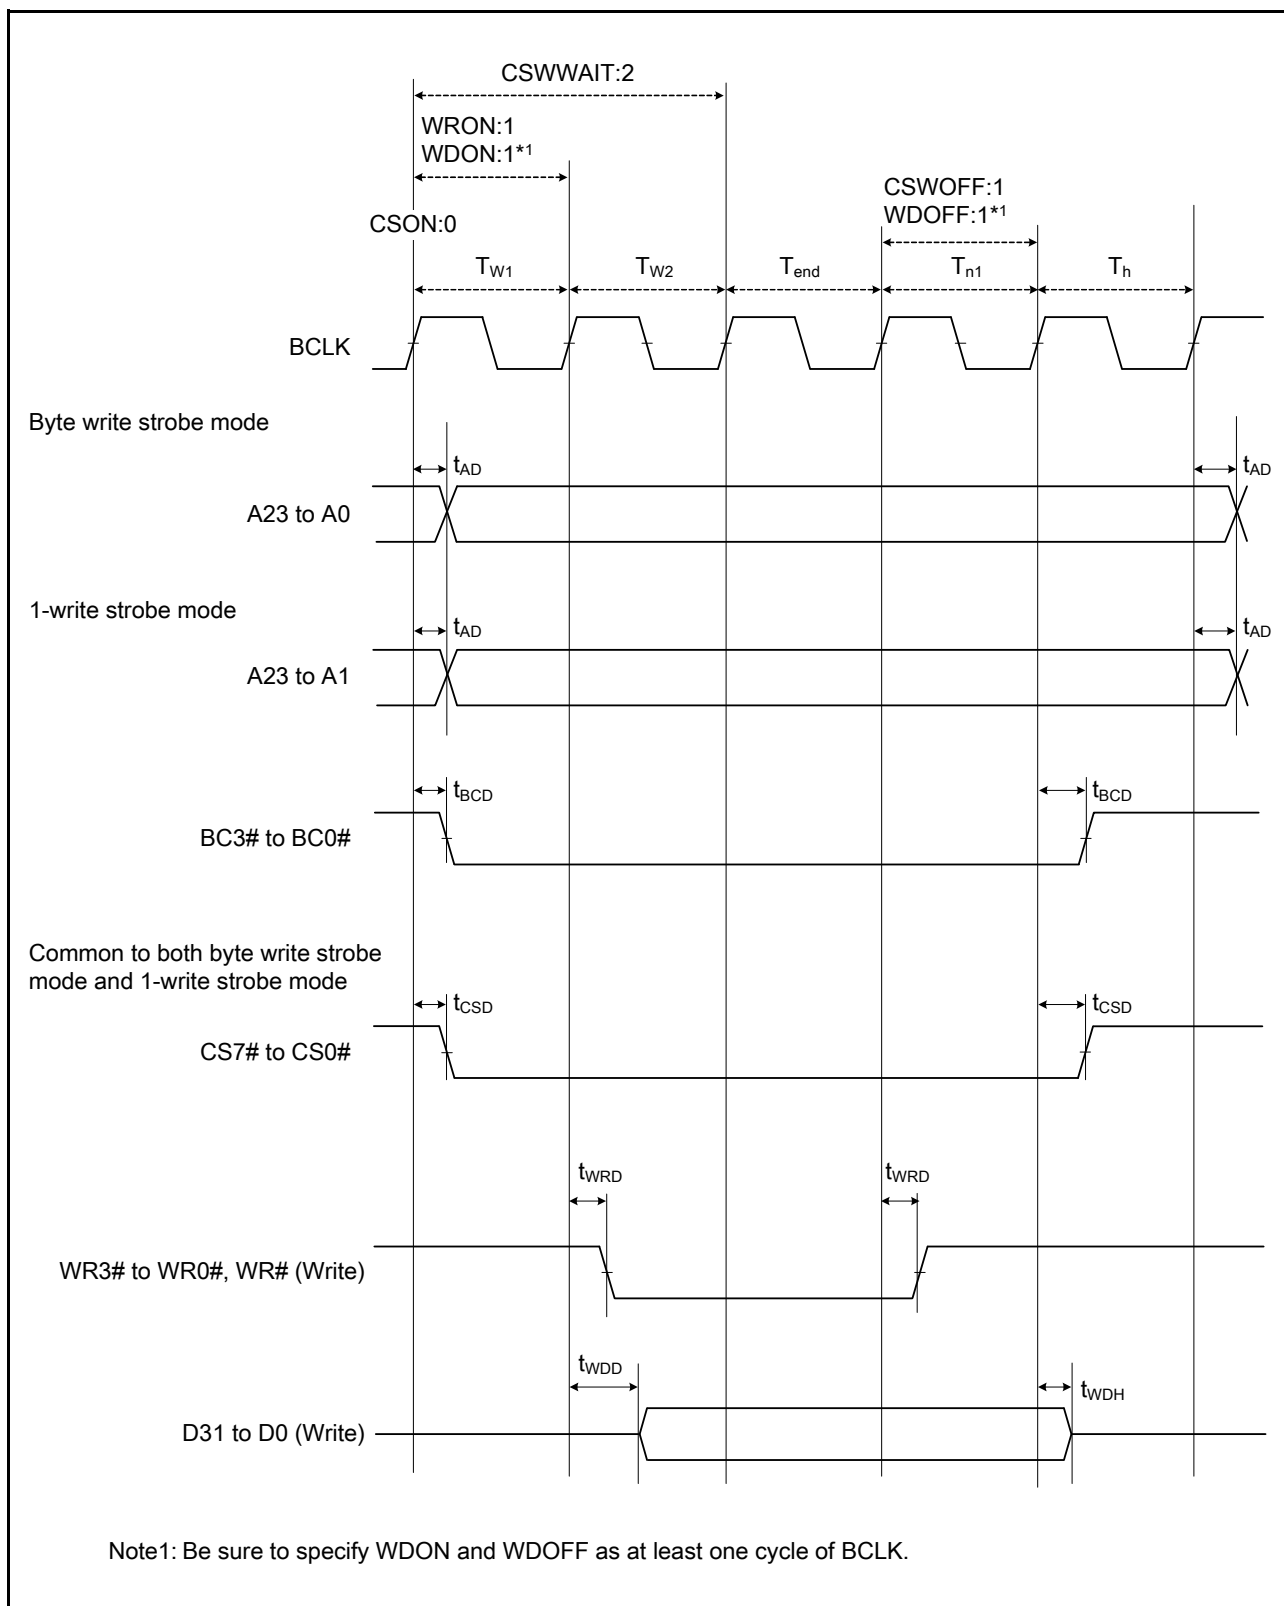 CSWWAIT:2
WRON:1
WDON:1*1
CSON:0
CSWOFF:1
WDOFF:1*1
TW1
TW2
Tend
Tn1
Th
BCLK
Byte write strobe mode
tAD
tAD
A23 to A0
1-write strobe mode
tAD
tAD
A23 to A1
tBCD
tBCD
BC3# to BC0#
Common to both byte write strobe
mode and 1-write strobe mode
tCSD
tCSD
CS7# to CS0#
tWRD
tWRD
WR3# to WR0#, WR# (Write)
tWDD
tWDH
D31 to D0 (Write)
Note1: Be sure to specify WDON and WDOFF as at least one cycle of BCLK.